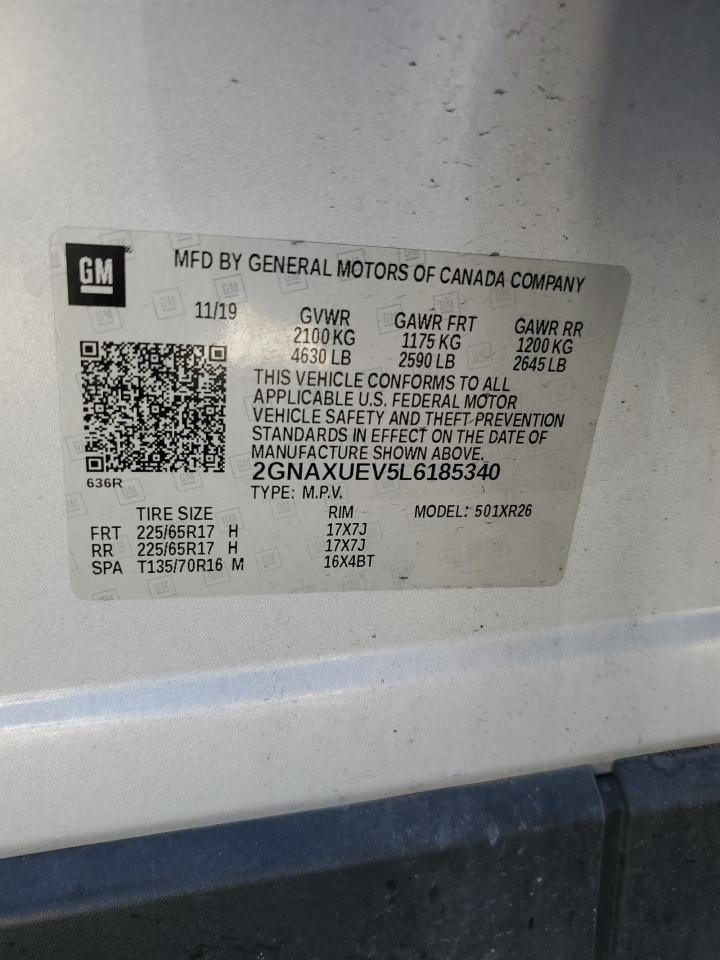 GM
MFD BY GENERAL MOTORS OF CANADA COMPANY
11/19
GVWR
2100 KG
4630 LB
GAWR FRT
1175 KG
2590 LB
GAWR RR
1200 KG
2645 LB
THIS VEHICLE CONFORMS TO ALL
APPLICABLE U.S. FEDERAL MOTOR
VEHICLE SAFETY AND THEFT PREVENTION
STANDARDS IN EFFECT ON THE DATE OF
MANUFACTURE SHOWN ABOVE.
636R
2GNAXUEV5L6185340
TYPE: M.P.V.
TIRE SIZE RIM MODEL: 501XR26
FRT 225/65R17 H 17X7J
RR 225/65R17 H 17X7J
SPA T135/70R16 M 16X4BT